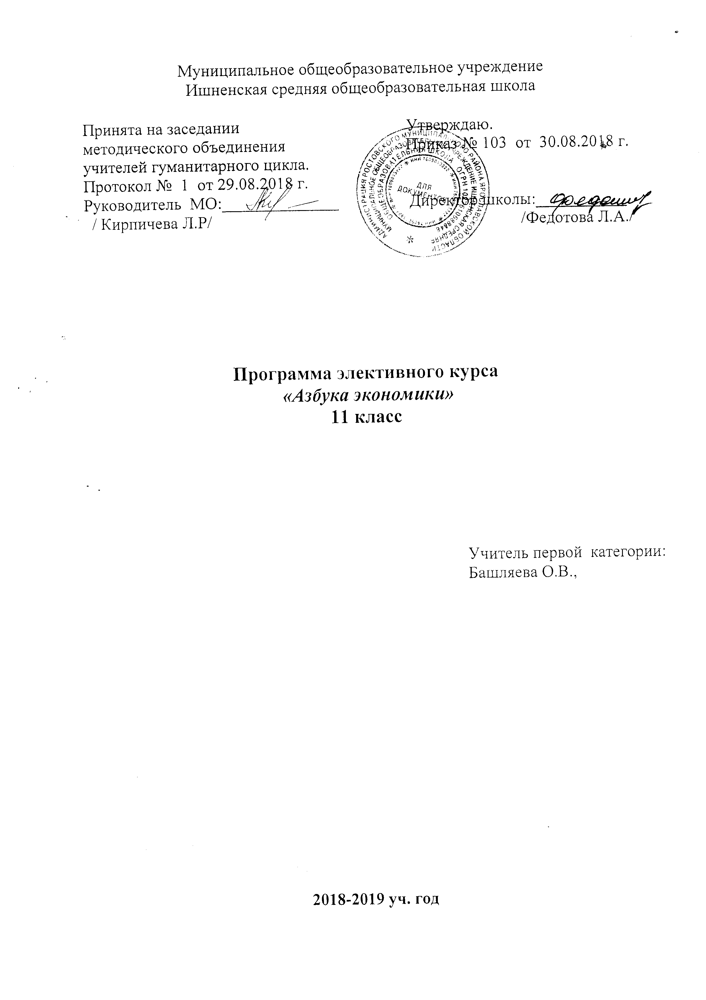 Муниципальное общеобразовательное учреждение
Ишненская средняя общеобразовательная школа
Принята на заседании
методического объединения
учителей гуманитарного цикла.
Протокол № 1 от 29.08.2018 г.
Руководитель МО:
/ Кирпичева Л.Р/
Утверждаю.
Приказ № 103 от 30.08.2018 г.
Директор школы:
/Федотова Л.А./
АДМИНИСТРАЦИЯ РОСТОВСКОГО МУНИЦИПАЛЬНОГО РАЙОНА ЯРОСЛАВСКОЙ ОБЛАСТИ
МУНИЦИПАЛЬНОЕ ОБЩЕОБРАЗОВАТЕЛЬНОЕ УЧРЕЖДЕНИЕ ИШНЕНСКАЯ СРЕДНЯЯ
ОБЩЕОБРАЗОВАТЕЛЬНАЯ ШКОЛА ОГРН
ДЛЯ
ДОКУМЕНТОВ
Программа элективного курса
«Азбука экономики»
11 класс
Учитель первой категории:
Башляева О.В.,
2018-2019 уч. год